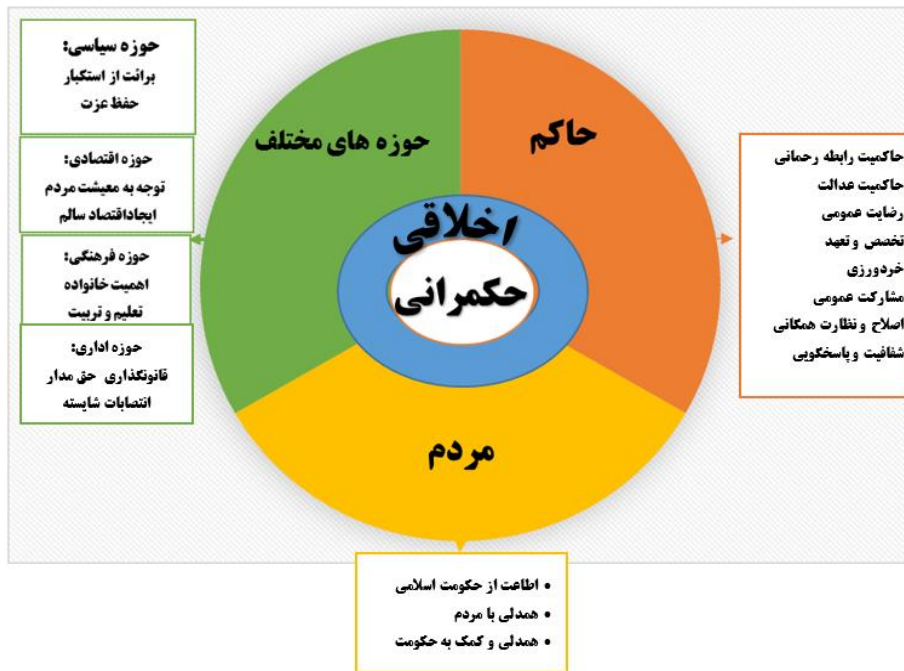 حوزه سیاسی:
برائت از استکبار
حفظ عزت
حوزه اقتصادی:
توجه به معیشت مردم
ایجاداقتصاد سالم
حوزه فرهنگی:
اهمیت خانواده
تعلیم و تربیت
حوزه اداری:
قانونگذاری حق مدار
انتصابات شایسته
حوزه های مختلف
حاکم
اخلاقی
حکمرانی
مردم
حاکمیت رابطه رحمانی
حاکمیت عدالت
رضایت عمومی
تخصص و تعهد
خردورزی
مشارکت عمومی
اصلاح و نظارت همگانی
شفافیت و پاسخگویی
• اطاعت از حکومت اسلامی
• همدلی با مردم
• همدلی و کمک به حکومت